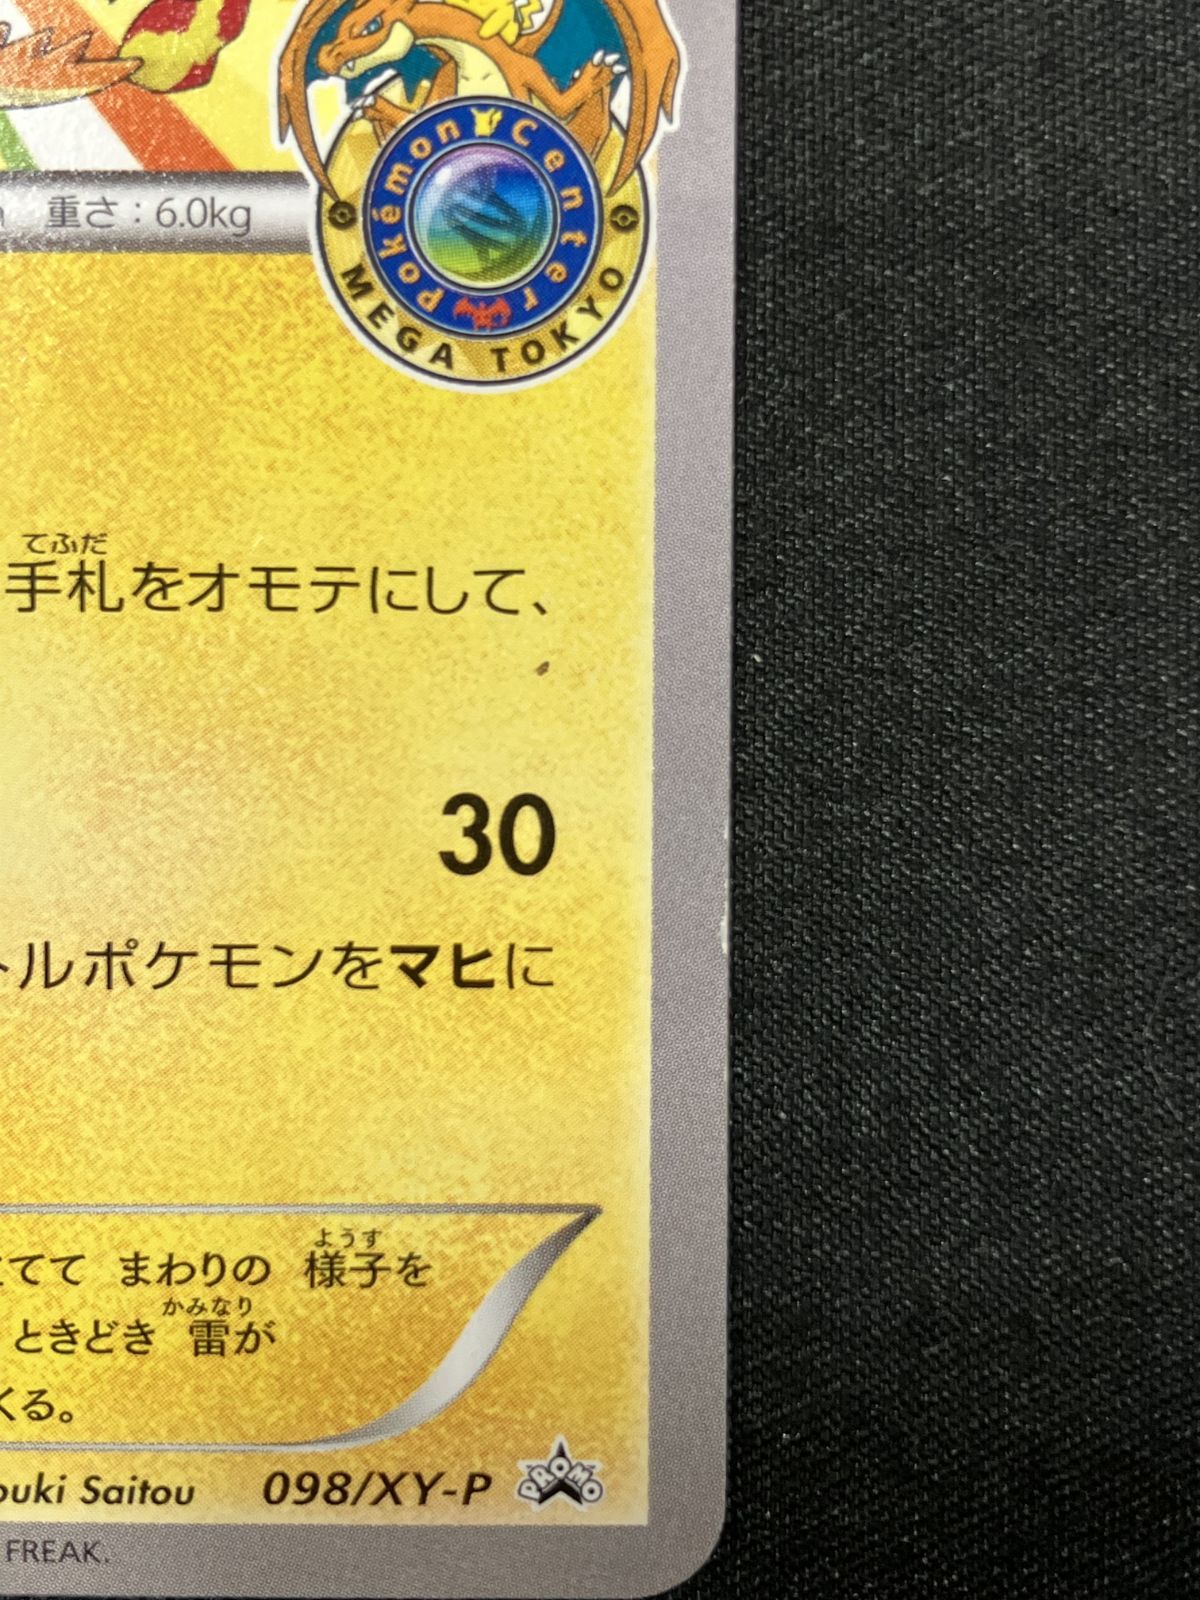 重さ：6.0kg
Pokémon Center
MEGA TOKYO
てふだ
手札をオモテにして、
30
トルポケモンをマヒに
てて まわりの 様子を
ようす
ときどき 雷が
かみなり
くる。
ouki Saitou 098/XY-P PROMO
FREAK.